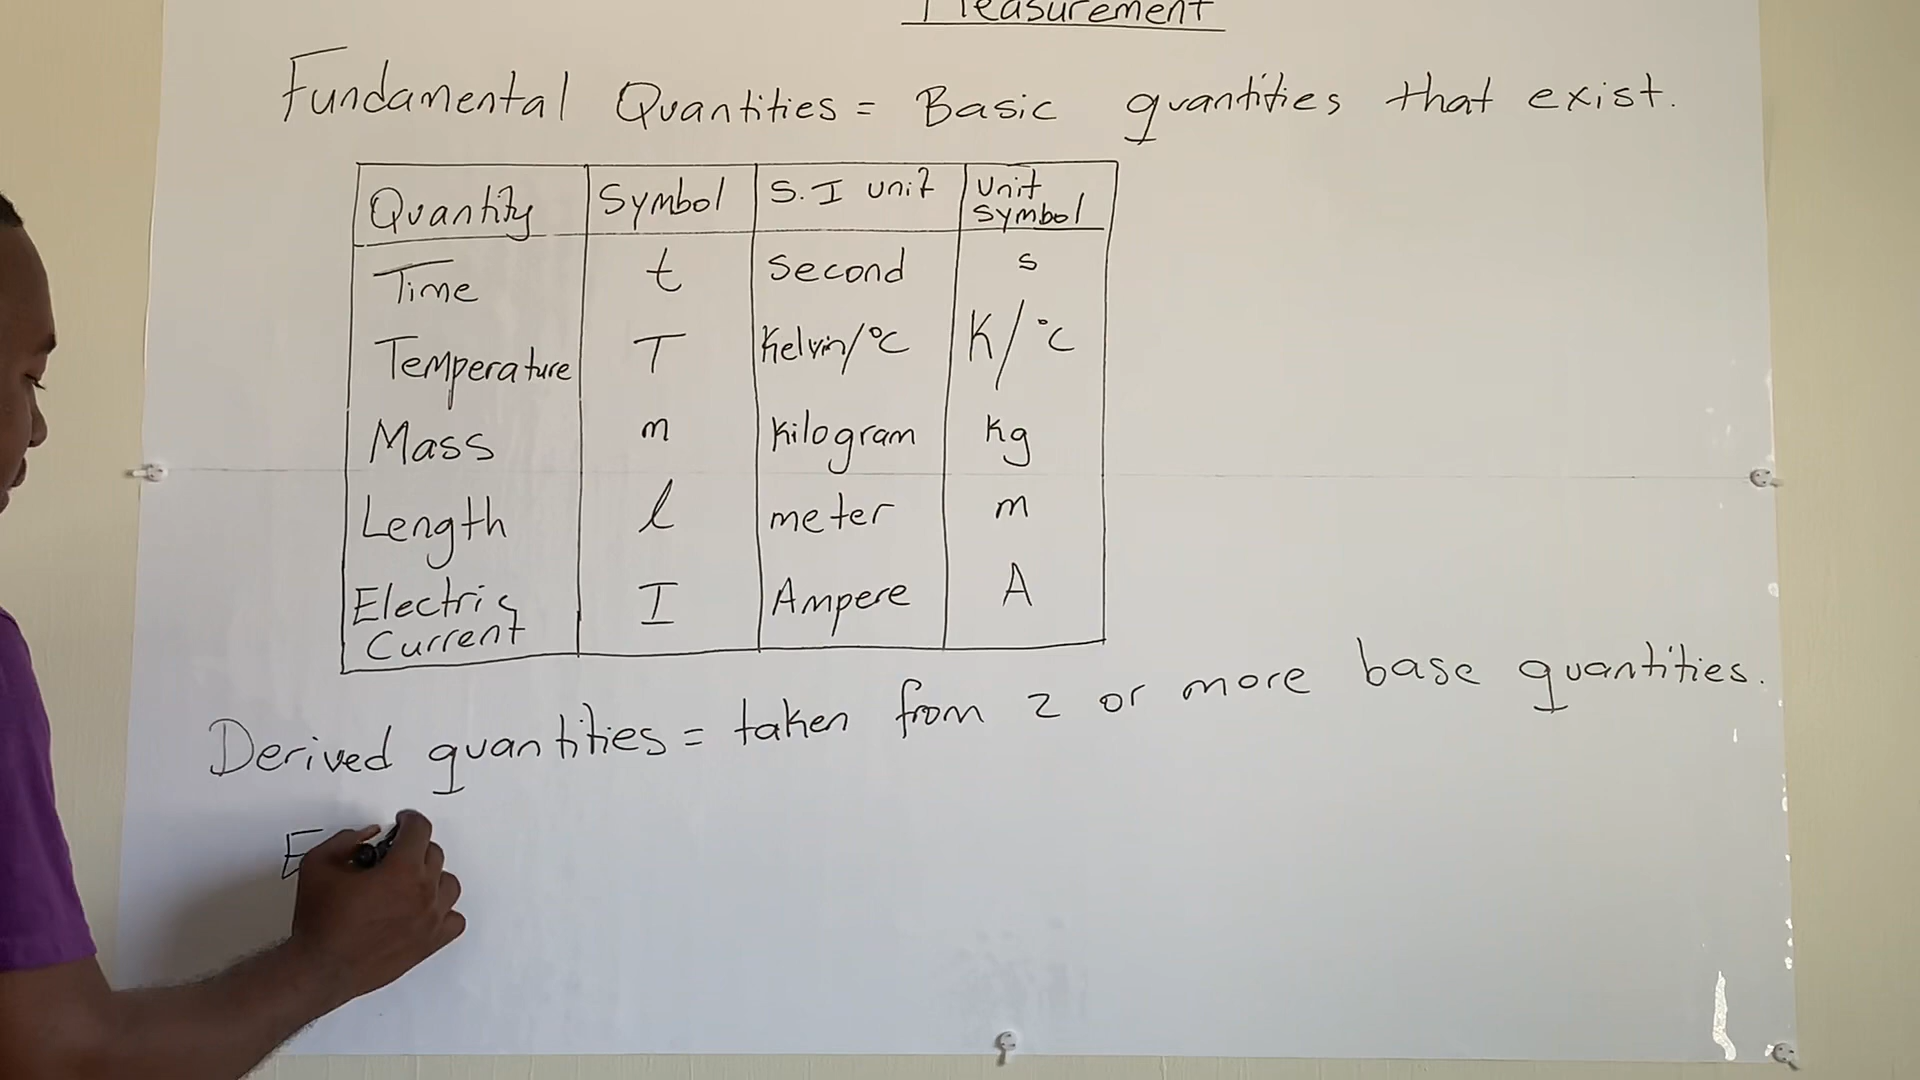 Measurement
Fundamental Quantities = Basic quantities that exist.
Quantity Symbol S.I unit Unit symbol
Time t second s
Temperature T Kelvin/°C K/°C
Mass m Kilogram Kg
Length l meter m
Electric Current I Ampere A
Derived quantities = taken from 2 or more base quantities.
E